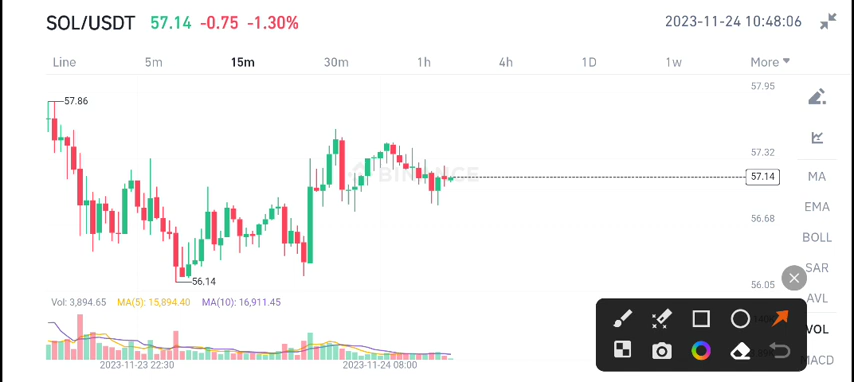 SOL/USDT 57.14 -0.75 -1.30% 2023-11-24 10:48:06
Line 5m 15m 30m 1h 4h 1D 1w More
57.95
57.86
57.32
BINANCE
57.14
MA
EMA
56.68
BOLL
SAR
56.14
56.05
AVL
Vol: 3,894.65 MA(5): 15,894.40 MA(10): 16,911.45
VOL
MACD
2023-11-23 22:30 2023-11-24 08:00